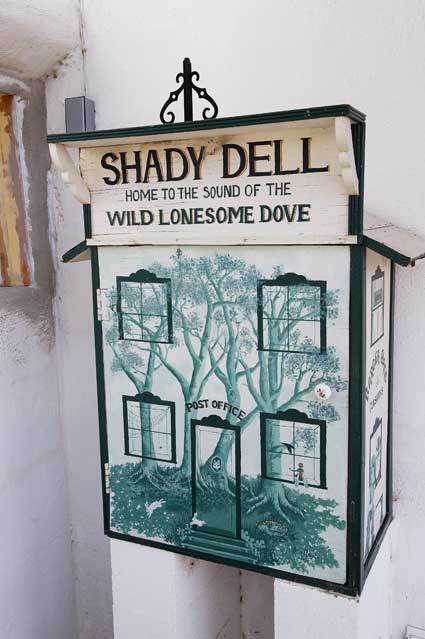 SHADY DELL
HOME TO THE SOUND OF THE
WILD LONESOME DOVE
POST OFFICE